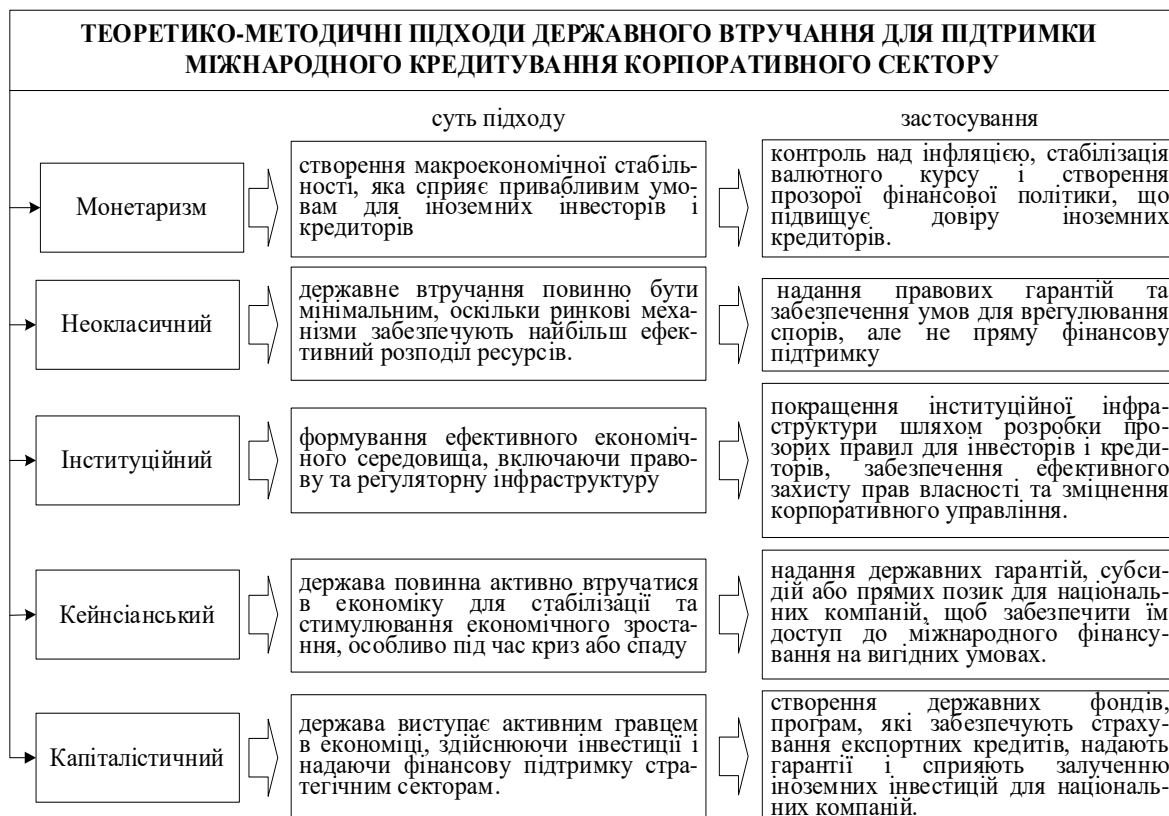 ТЕОРЕТИКО-МЕТОДИЧНІ ПІДХОДИ ДЕРЖАВНОГО ВТРУЧАННЯ ДЛЯ ПІДТРИМКИ
МІЖНАРОДНОГО КРЕДИТУВАННЯ КОРПОРАТИВНОГО СЕКТОРУ
суть підходу
застосування
Монетаризм
створення макроекономічної стабіль-
ності, яка сприяє привабливим умо-
вам для іноземних інвесторів і
кредиторів
контроль над інфляцією, стабілізація
валютного курсу і створення
прозорої фінансової політики, що
підвищує довіру іноземних
кредиторів.
Неокласичний
державне втручання повинно бути
мінімальним, оскільки ринкові меха-
нізми забезпечують найбільш ефек-
тивний розподіл ресурсів.
надання правових гарантій та
забезпечення умов для врегулювання
спорів, але не пряму фінансову
підтримку
Інституційний
формування ефективного економіч-
ного середовища, включаючи право-
ву та регуляторну інфраструктуру
покращення інституційної інфра-
структури шляхом розробки про-
зорих правил для інвесторів і креди-
торів, забезпечення ефективного
захисту прав власності та зміцнення
корпоративного управління.
Кейнсіанський
держава повинна активно втручатися
в економіку для стабілізації та
стимулювання економічного зроста-
ння, особливо під час криз або спаду
надання державних гарантій, субси-
дій або прямих позик для націона-
льних компаній, щоб забезпечити їм
доступ до міжнародного фінансу-
вання на вигідних умовах.
Капіталістичний
держава виступає активним гравцем
в економіці, здійснюючи інвестиції і
надаючи фінансову підтримку стра-
тегічним секторам.
створення державних фондів,
програм, які забезпечують страху-
вання експортних кредитів, надають
гарантії і сприяють залученню
іноземних інвестицій для національ-
них компаній.